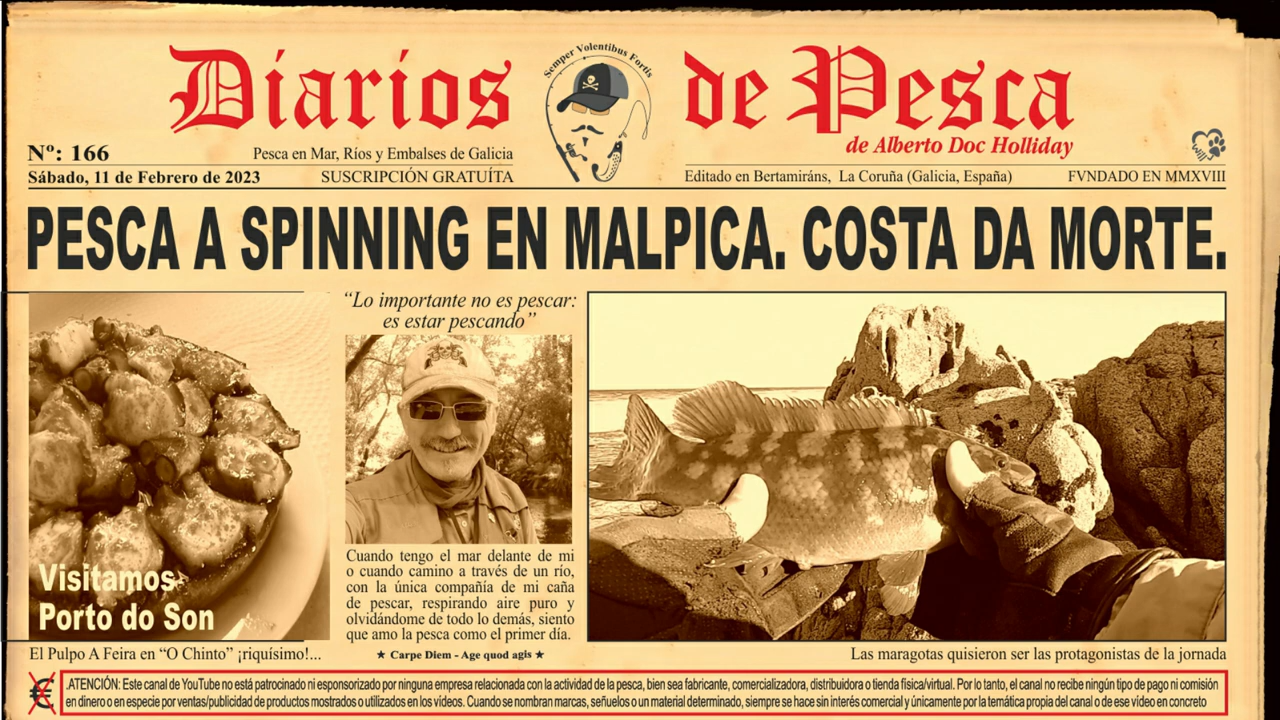 Diarios de Pesca
Semper Volentibus Fortis
de Alberto Doc Holliday
Nº: 166
Pesca en Mar, Ríos y Embalses de Galicia
Sábado, 11 de Febrero de 2023
SUSCRIPCIÓN GRATUÍTA
Editado en Bertamiráns, La Coruña (Galicia, España)
FVNDADO EN MMXVIII
PESCA A SPINNING EN MALPICA. COSTA DA MORTE.
Visitamos
Porto do Son
El Pulpo A Feira en “O Chinto” ¡riquísimo!...
“Lo importante no es pescar:
es estar pescando”
Cuando tengo el mar delante de mi
o cuando camino a través de un río,
con la única compañía de mi caña
de pescar, respirando aire puro y
olvidándome de todo lo demás, siento
que amo la pesca como el primer día.
★ Carpe Diem - Age quod agis ★
Las maragotas quisieron ser las protagonistas de la jornada
€
.ATENCIÓN: Este canal de YouTube no está patrocinado ni esponsorizado por ninguna empresa relacionada con la actividad de la pesca, bien sea fabricante, comercializadora, distribuidora o tienda física/virtual. Por lo tanto, el canal no recibe ningún tipo de pago ni comisión
en dinero o en especie por ventas/publicidad de productos mostrados o utilizados en los vídeos. Cuando se nombran marcas, señuelos o un material determinado, siempre se hace sin interés comercial y únicamente por la temática propia del canal o de ese vídeo en concreto